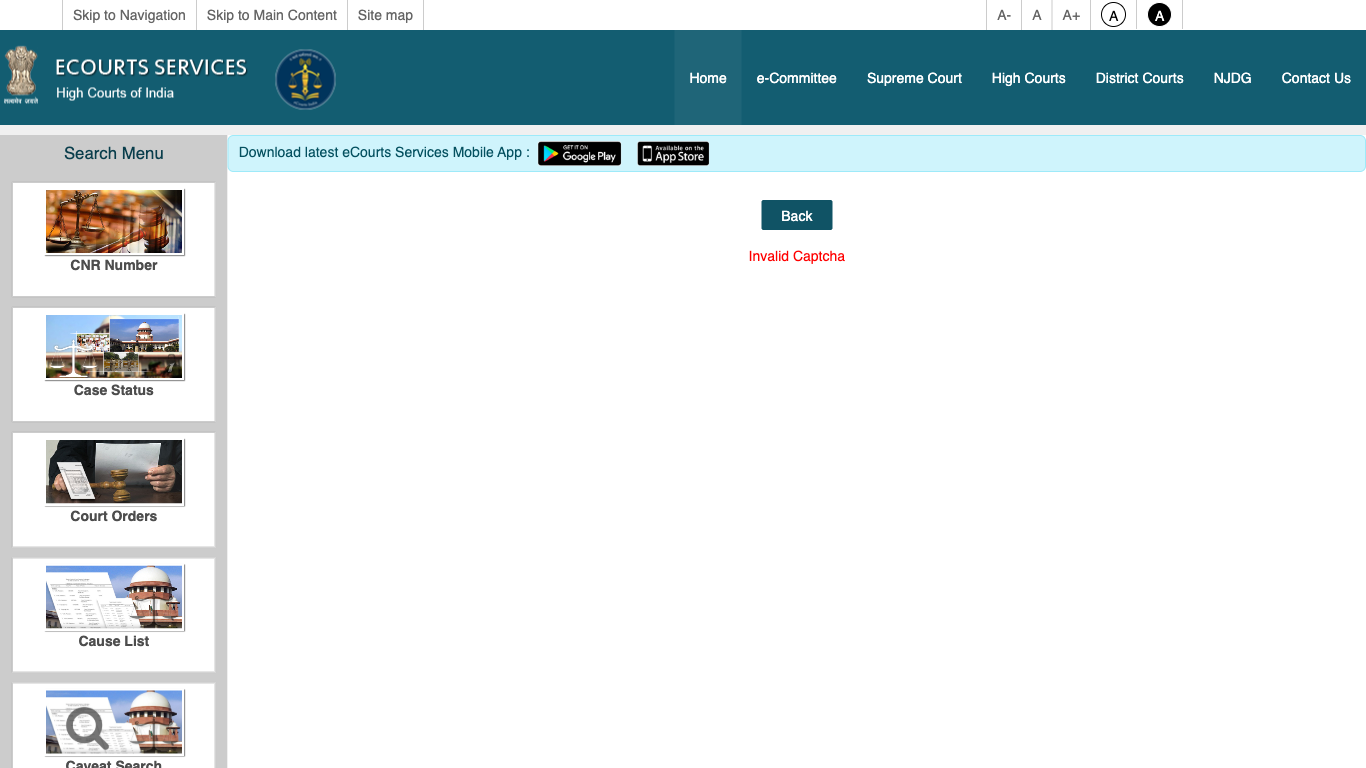 Skip to Navigation
Skip to Main Content
Site map
A-
A
A+
A
A
सत्यमेव जयते
ECOURTS SERVICES
High Courts of India
Home
e-Committee
Supreme Court
High Courts
District Courts
NJDG
Contact Us
Search Menu
CNR Number
Case Status
Court Orders
Cause List
Caveat Search
Download latest eCourts Services Mobile App :
GET IT ON
Google Play
Available on the
App Store
Back
Invalid Captcha